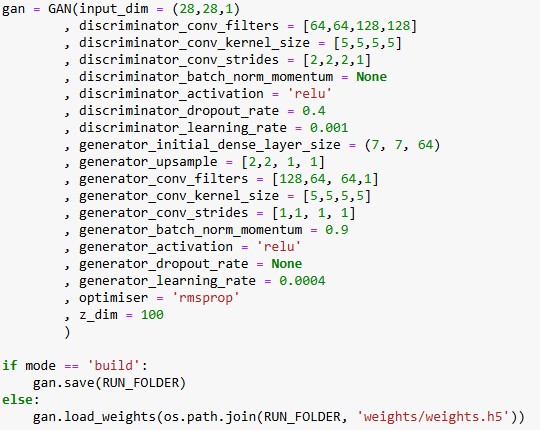 gan = GAN(input_dim = (28,28,1)
        , discriminator_conv_filters = [64,64,128,128]
        , discriminator_conv_kernel_size = [5,5,5,5]
        , discriminator_conv_strides = [2,2,2,1]
        , discriminator_batch_norm_momentum = None
        , discriminator_activation = 'relu'
        , discriminator_dropout_rate = 0.4
        , discriminator_learning_rate = 0.001
        , generator_initial_dense_layer_size = (7, 7, 64)
        , generator_upsample = [2,2, 1, 1]
        , generator_conv_filters = [128,64, 64,1]
        , generator_conv_kernel_size = [5,5,5,5]
        , generator_conv_strides = [1,1, 1, 1]
        , generator_batch_norm_momentum = 0.9
        , generator_activation = 'relu'
        , generator_dropout_rate = None
        , generator_learning_rate = 0.0004
        , optimiser = 'rmsprop'
        , z_dim = 100
        )

if mode == 'build':
    gan.save(RUN_FOLDER)
else:
    gan.load_weights(os.path.join(RUN_FOLDER, 'weights/weights.h5'))